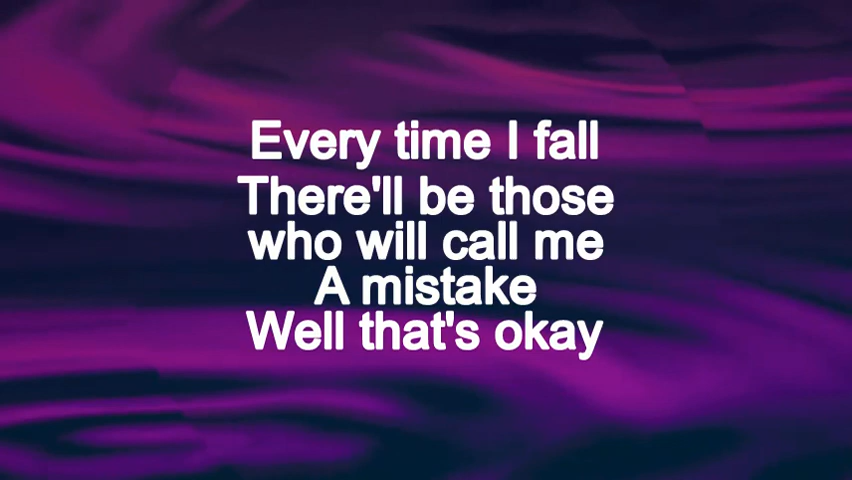 Every time I fall
There'll be those
who will call me
A mistake
Well that's okay